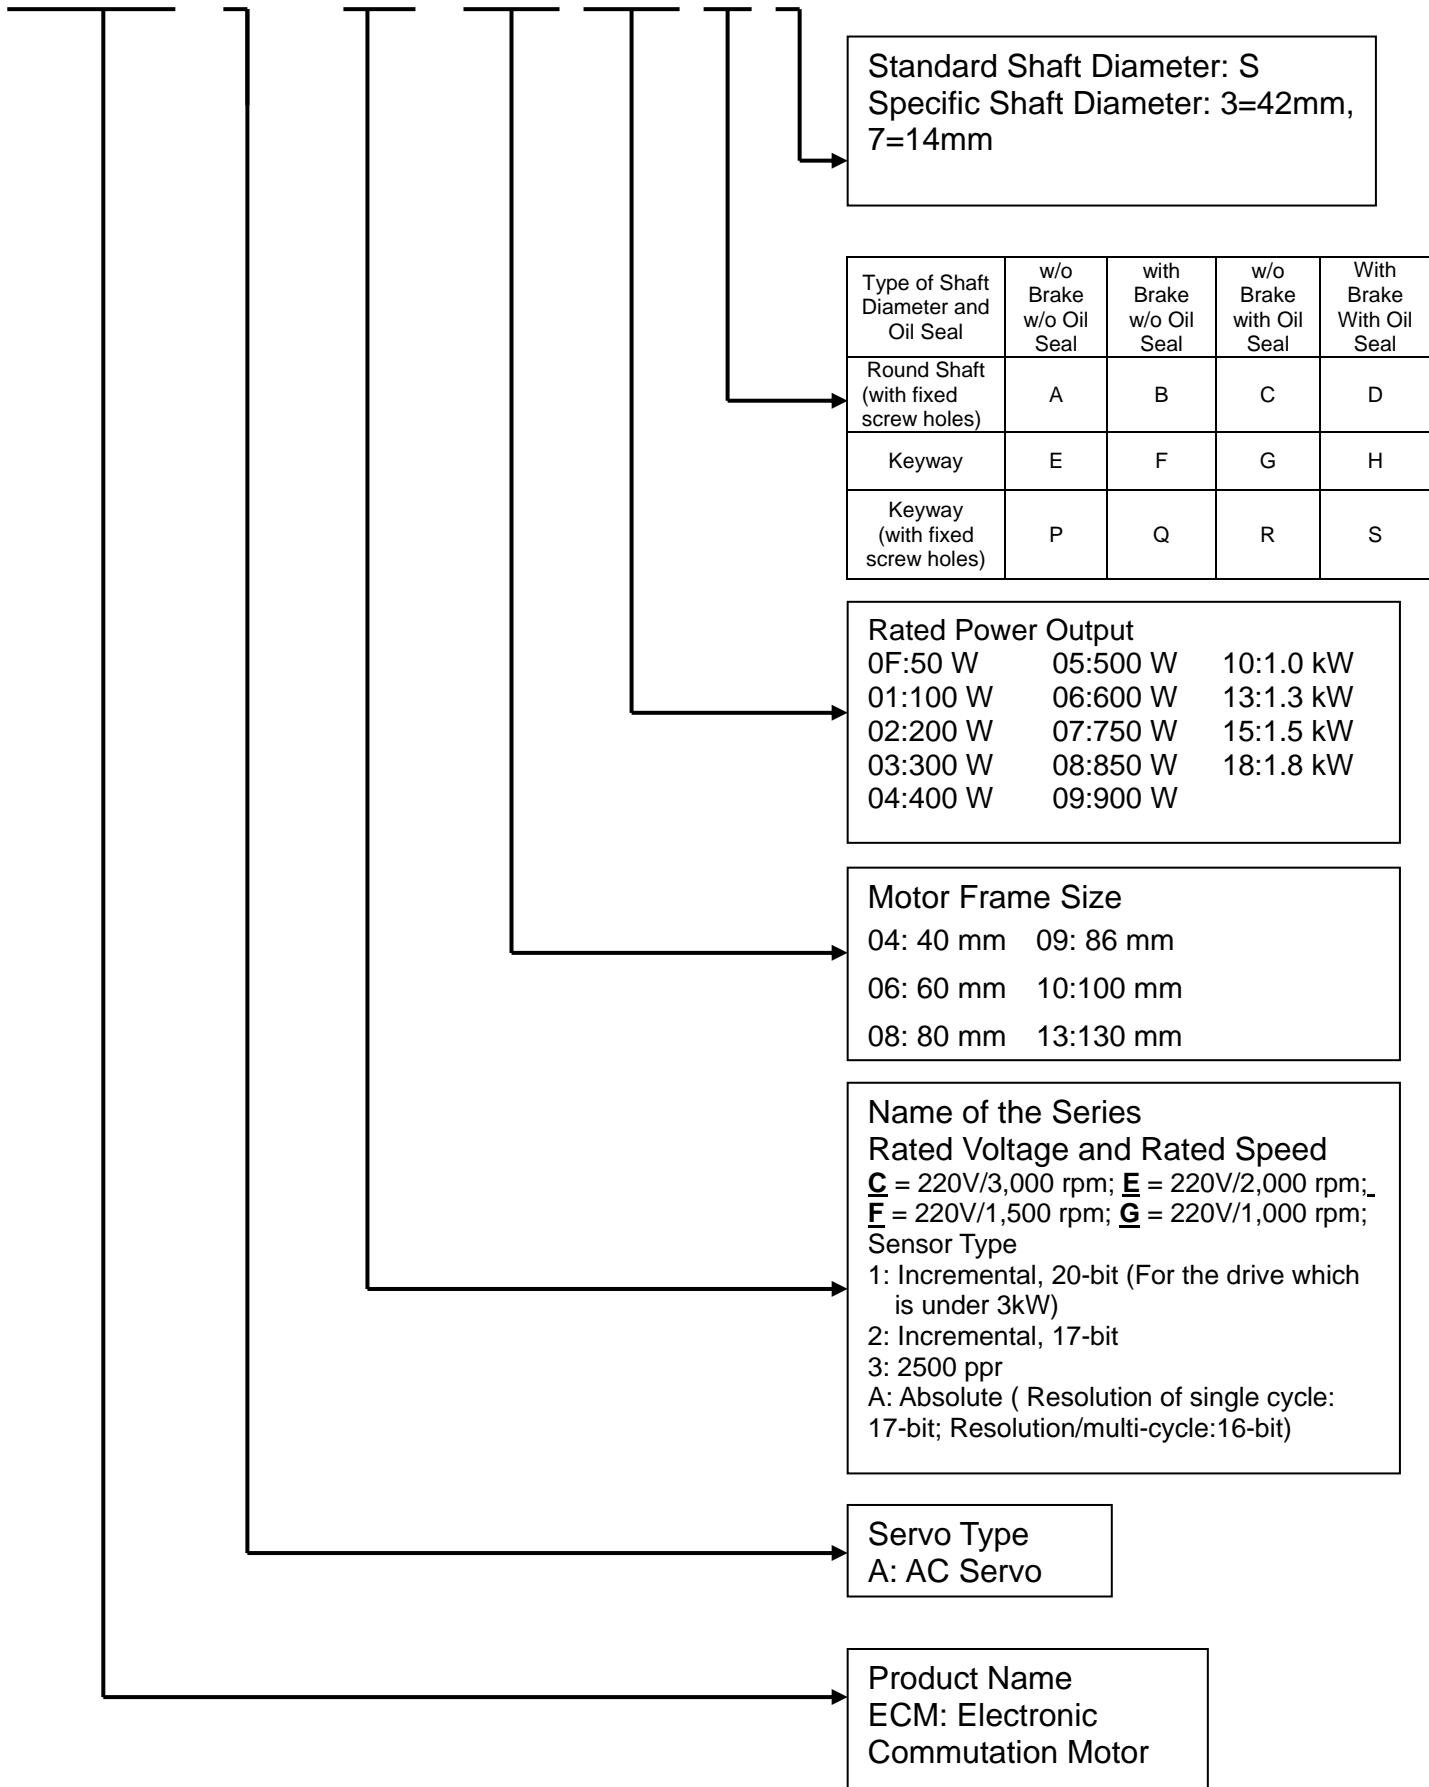 Standard Shaft Diameter: S
Specific Shaft Diameter: 3=42mm,
7=14mm
Type of Shaft Diameter and Oil Seal | w/o Brake w/o Oil Seal | with Brake w/o Oil Seal | w/o Brake with Oil Seal | With Brake With Oil Seal
Round Shaft (with fixed screw holes) | A | B | C | D
Keyway | E | F | G | H
Keyway (with fixed screw holes) | P | Q | R | S
Rated Power Output
0F:50 W 05:500 W 10:1.0 kW
01:100 W 06:600 W 13:1.3 kW
02:200 W 07:750 W 15:1.5 kW
03:300 W 08:850 W 18:1.8 kW
04:400 W 09:900 W
Motor Frame Size
04: 40 mm 09: 86 mm
06: 60 mm 10:100 mm
08: 80 mm 13:130 mm
Name of the Series
Rated Voltage and Rated Speed
C = 220V/3,000 rpm; E = 220V/2,000 rpm;
F = 220V/1,500 rpm; G = 220V/1,000 rpm;
Sensor Type
1: Incremental, 20-bit (For the drive which
is under 3kW)
2: Incremental, 17-bit
3: 2500 ppr
A: Absolute ( Resolution of single cycle:
17-bit; Resolution/multi-cycle:16-bit)
Servo Type
A: AC Servo
Product Name
ECM: Electronic
Commutation Motor